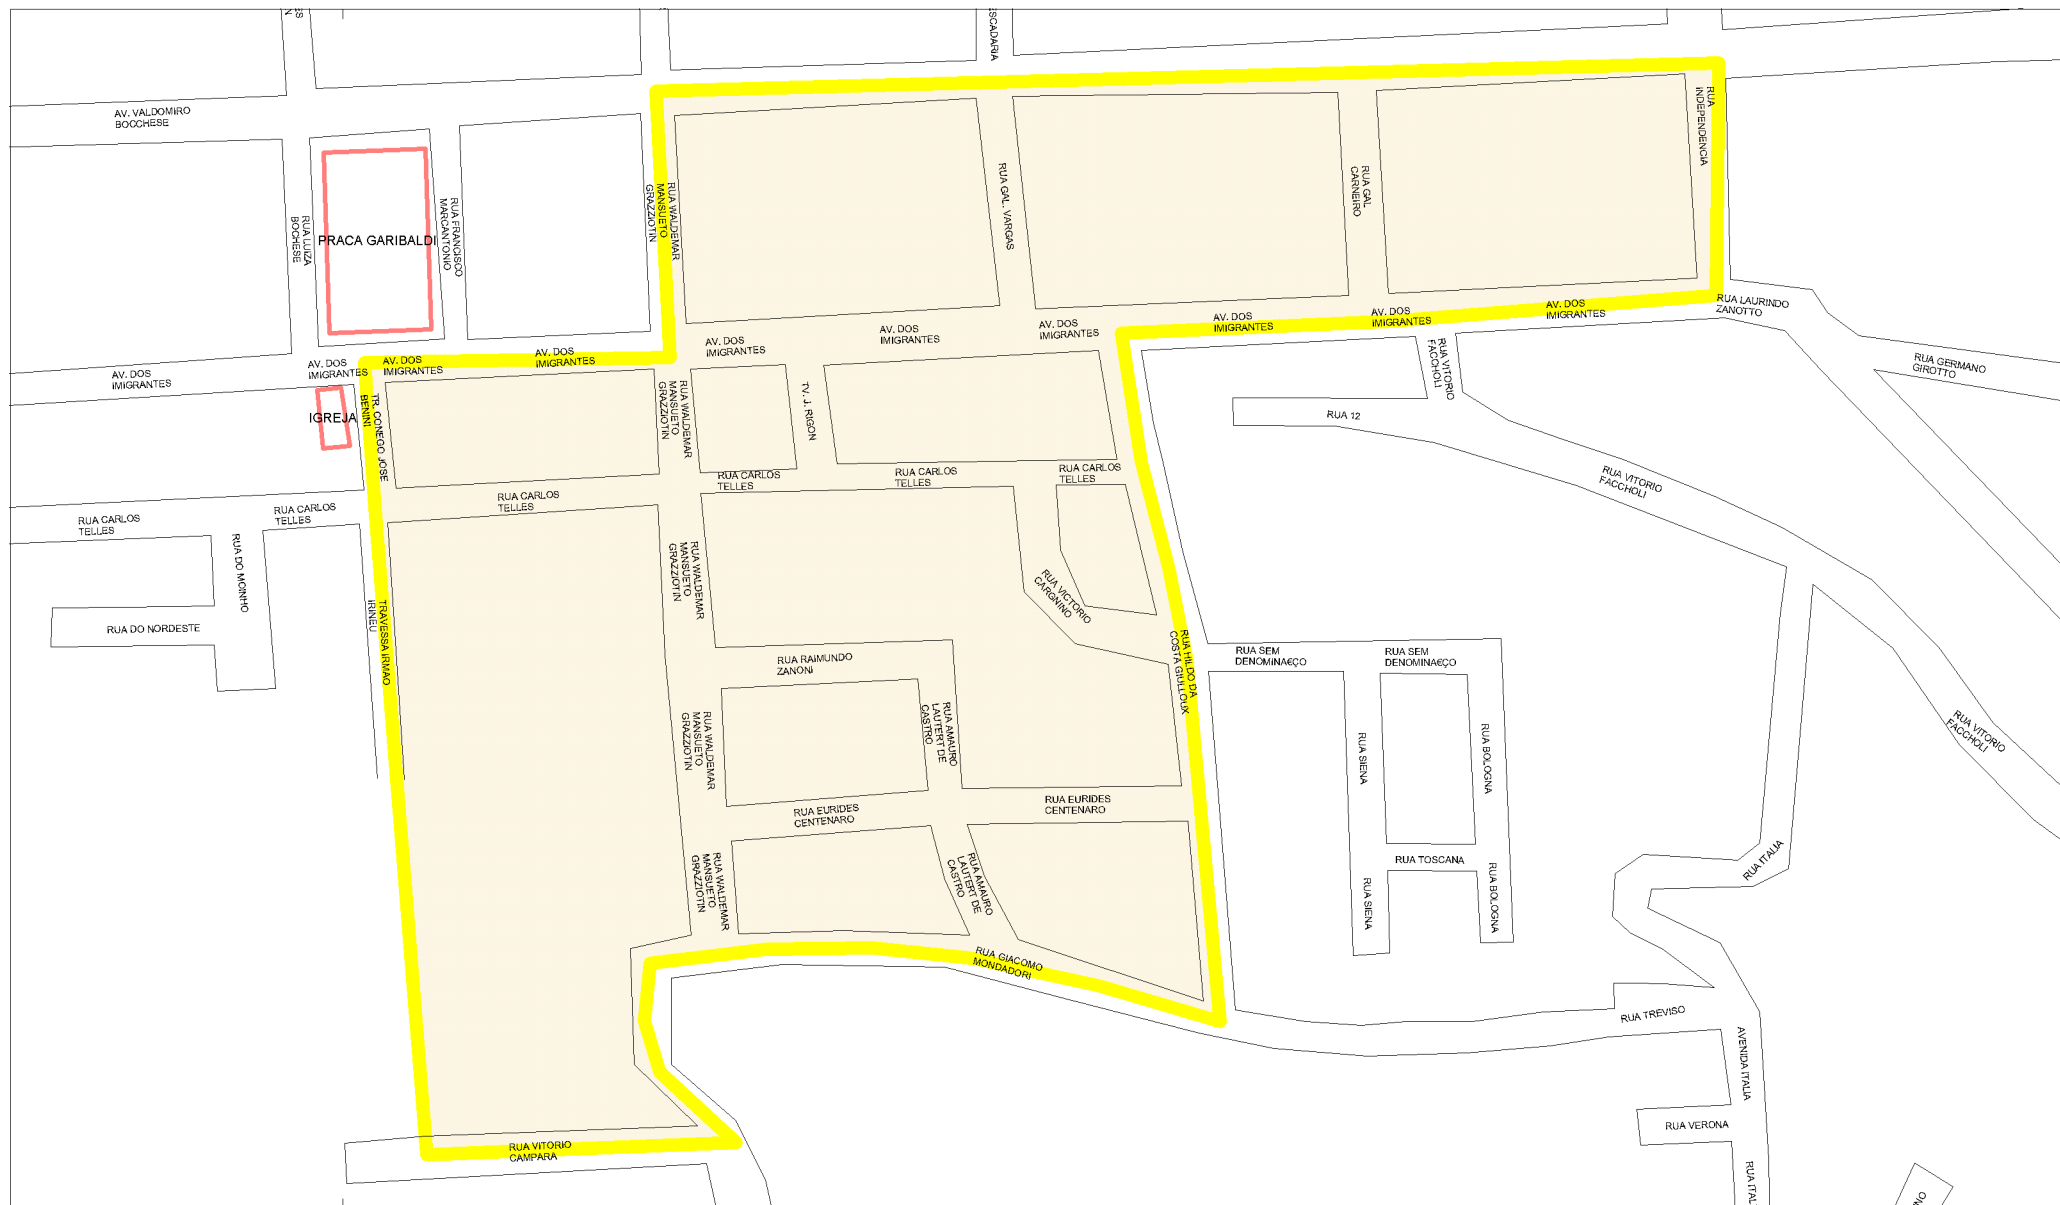 ESCADARIA
AV. VALDOMIRO
BOCCHESE
RUA
INDEPENDENCIA
RUA LUIZA
BOCHESE
PRACA GARIBALDI
RUA FRANCISCO
MARCANTONIO
RUA WALDEMAR
MANSUETO
GRAZZIOTIN
RUA GAL. VARGAS
RUA GAL
CARNEIRO
AV. DOS
IMIGRANTES
AV. DOS
IMIGRANTES
AV. DOS
IMIGRANTES
AV. DOS
IMIGRANTES
AV. DOS
IMIGRANTES
AV. DOS
IMIGRANTES
AV. DOS
IMIGRANTES
AV. DOS
IMIGRANTES
AV. DOS
IMIGRANTES
AV. DOS
IMIGRANTES
RUA LAURINDO
ZANOTTO
RUA GERMANO
GIROTTO
IGREJA
TR. CONEGO JOSE
BENINI
RUA WALDEMAR
MANSUETO
GRAZZIOTIN
TV. J. RIGON
RUA VITORIO
FACCHOLI
RUA 12
RUA CARLOS
TELLES
RUA CARLOS
TELLES
RUA CARLOS
TELLES
RUA CARLOS
TELLES
RUA CARLOS
TELLES
RUA CARLOS
TELLES
RUA VITORIO
FACCHOLI
RUA DO MOINHO
RUA DO NORDESTE
TRAVESSA IRMAO
IRINEU
RUA WALDEMAR
MANSUETO
GRAZZIOTIN
RUA VICTORIO
CARGNINO
RUA RAIMUNDO
ZANONI
RUA HILDO DA
COSTA GIULLOUX
RUA SEM
DENOMINA€ÇO
RUA SEM
DENOMINA€ÇO
RUA WALDEMAR
MANSUETO
GRAZZIOTIN
RUA AMAURO
LAUTERT DE
CASTRO
RUA SIENA
RUA BOLOGNA
RUA VITORIO
FACCHOLI
RUA EURIDES
CENTENARO
RUA EURIDES
CENTENARO
RUA WALDEMAR
MANSUETO
GRAZZIOTIN
RUA AMAURO
LAUTERT DE
CASTRO
RUA TOSCANA
RUA SIENA
RUA BOLOGNA
RUA ITALIA
RUA GIACOMO
MONDADORI
RUA TREVISO
AVENIDA ITALIA
RUA VERONA
RUA VITORIO
CAMPARA
RUA ITAL